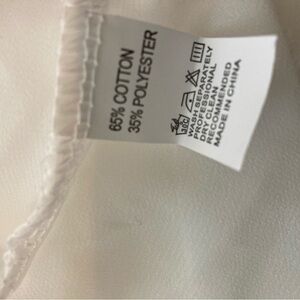 65% COTTON
35% POLYESTER
WASH SEPARATELY
PROFESSIONAL
DRY CLEAN
RECOMMENDED
MADE IN CHINA